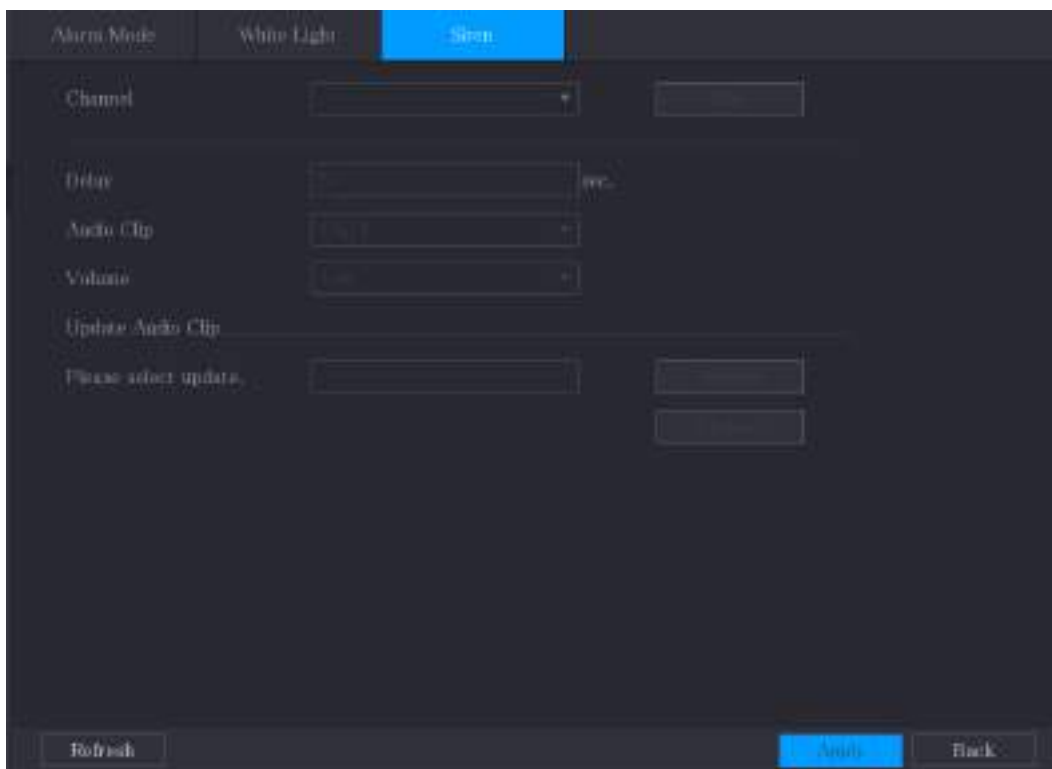 Alarm Mode White Light Siren
Channel
Delay sec.
Audio Clip
Volume
Update Audio Clip
Please select update.
Refresh Apply Back